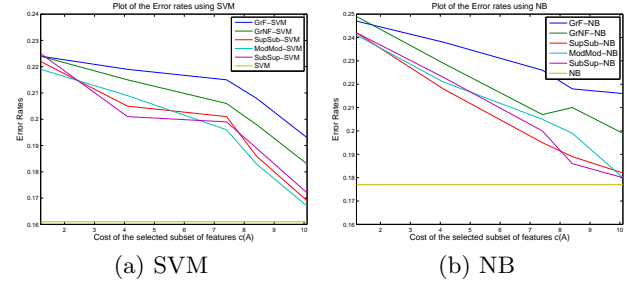 Plot of the Error rates using SVM
0.24
0.23
0.22
0.21
0.2
0.19
0.18
0.17
0.16
Error Rates
GrF−SVM
GrNF−SVM
SupSub−SVM
ModMod−SVM
SubSup−SVM
SVM
2 3 4 5 6 7 8 9 10
Cost of the selected subset of features c(A)
(a) SVM
Plot of the Error rates using NB
0.25
0.24
0.23
0.22
0.21
0.2
0.19
0.18
0.17
0.16
Error Rates
GrF−NB
GrNF−NB
SupSub−NB
ModMod−NB
SubSup−NB
NB
2 3 4 5 6 7 8 9 10
Cost of the selected subset of features c(A)
(b) NB